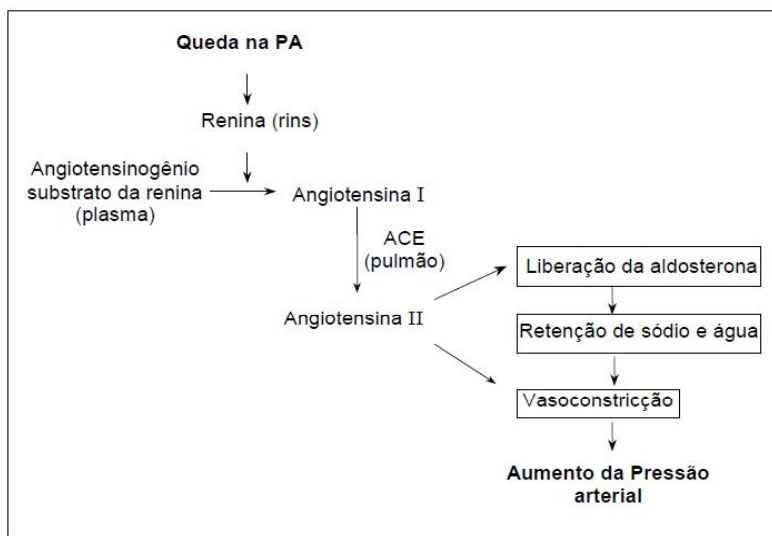 Queda na PA
Renina (rins)
Angiotensinogênio
substrato da renina
(plasma)
Angiotensina I
ACE
(pulmão)
Angiotensina II
Liberação da aldosterona
Retenção de sódio e água
Vasoconstricção
Aumento da Pressão
arterial